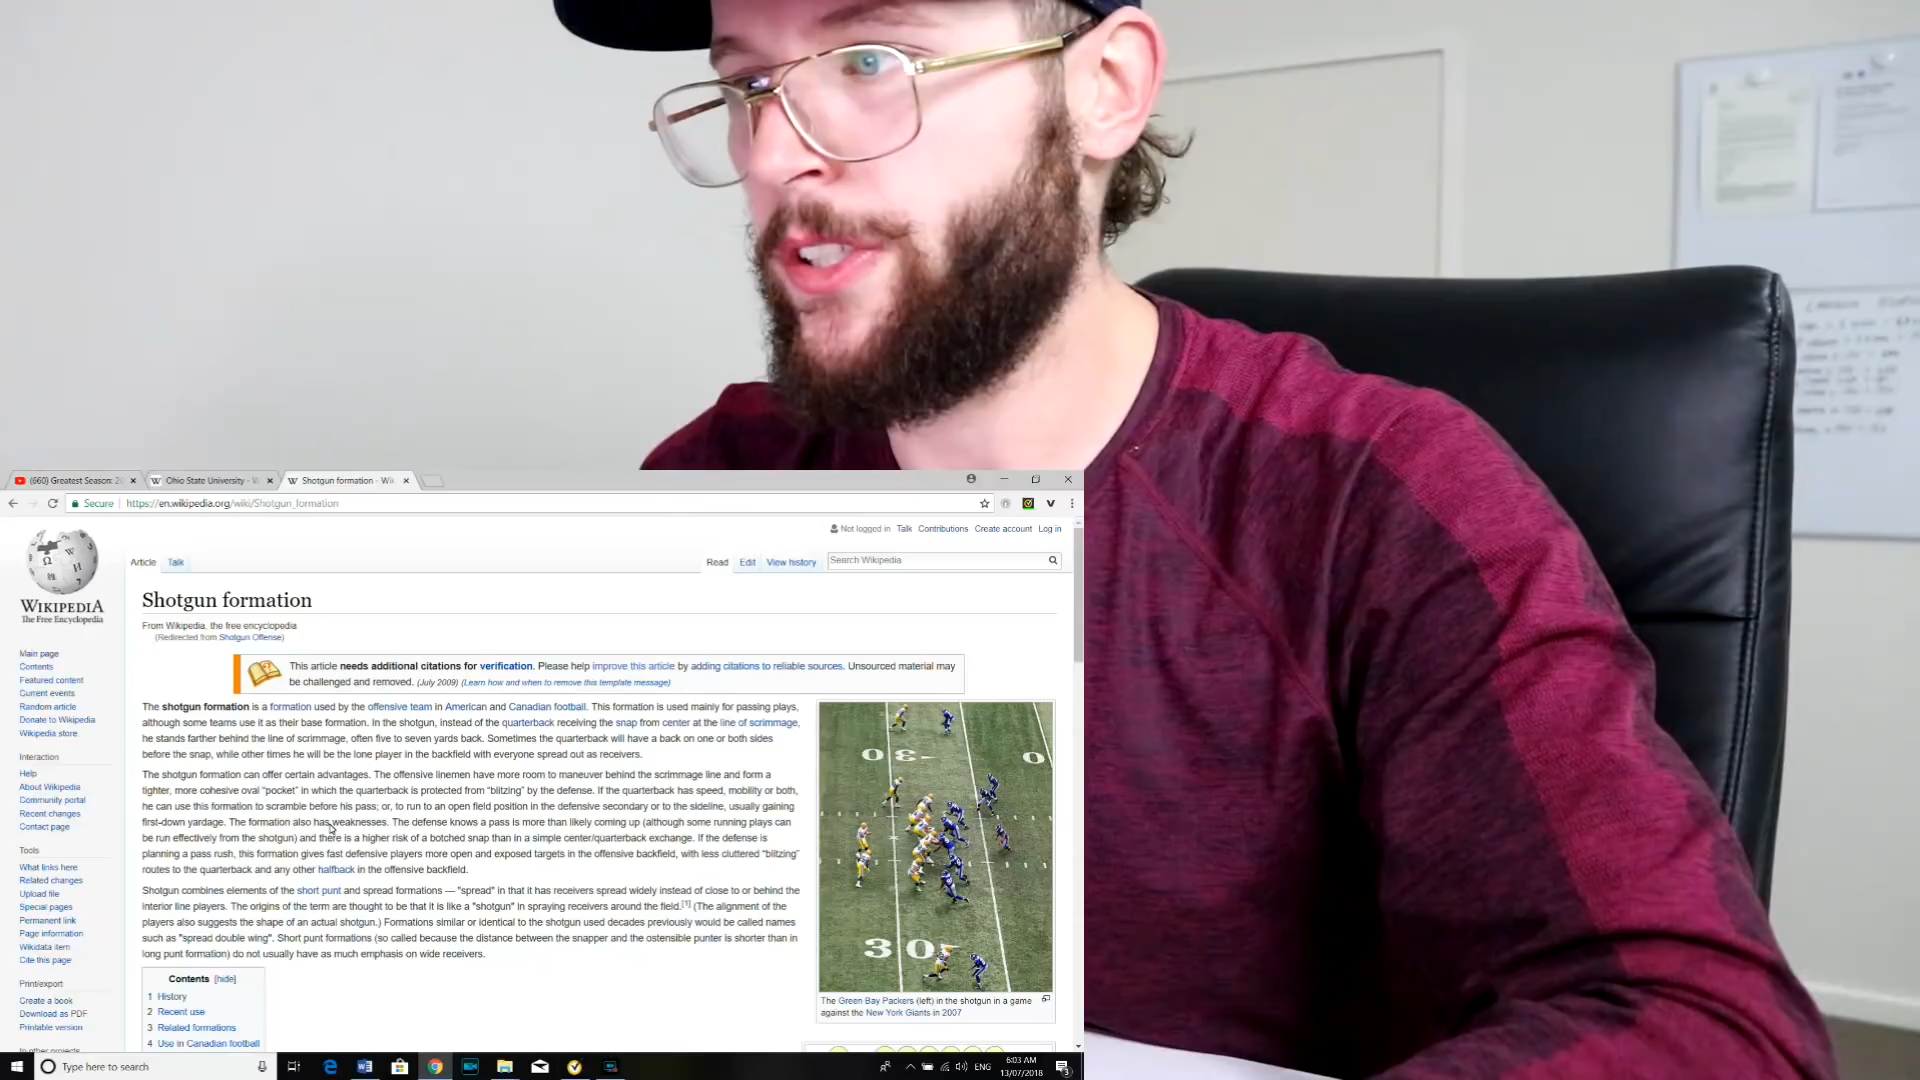 (660) Greatest Season: 2
Ohio State University - W
Shotgun formation - Wik
Secure
https://en.wikipedia.org/wiki/Shotgun_formation
Not logged in Talk Contributions Create account Log in
Article Talk
Read Edit View history
Search Wikipedia
WIKIPEDIA
The Free Encyclopedia
Main page
Contents
Featured content
Current events
Random article
Donate to Wikipedia
Wikipedia store
Interaction
Help
About Wikipedia
Community portal
Recent changes
Contact page
Tools
What links here
Related changes
Upload file
Special pages
Permanent link
Page information
Wikidata item
Cite this page
Print/export
Create a book
Download as PDF
Printable version
In other projects
Shotgun formation
From Wikipedia, the free encyclopedia
(Redirected from Shotgun Offense)
This article needs additional citations for verification. Please help improve this article by adding citations to reliable sources. Unsourced material may
be challenged and removed. (July 2009) (Learn how and when to remove this template message)
The shotgun formation is a formation used by the offensive team in American and Canadian football. This formation is used mainly for passing plays,
although some teams use it as their base formation. In the shotgun, instead of the quarterback receiving the snap from center at the line of scrimmage,
he stands farther behind the line of scrimmage, often five to seven yards back. Sometimes the quarterback will have a back on one or both sides
before the snap, while other times he will be the lone player in the backfield with everyone spread out as receivers.
The shotgun formation can offer certain advantages. The offensive linemen have more room to maneuver behind the scrimmage line and form a
tighter, more cohesive oval "pocket" in which the quarterback is protected from "blitzing" by the defense. If the quarterback has speed, mobility or both,
he can use this formation to scramble before his pass; or, to run to an open field position in the defensive secondary or to the sideline, usually gaining
first-down yardage. The formation also has weaknesses. The defense knows a pass is more than likely coming up (although some running plays can
be run effectively from the shotgun) and there is a higher risk of a botched snap than in a simple center/quarterback exchange. If the defense is
planning a pass rush, this formation gives fast defensive players more open and exposed targets in the offensive backfield, with less cluttered "blitzing"
routes to the quarterback and any other halfback in the offensive backfield.
Shotgun combines elements of the short punt and spread formations — "spread" in that it has receivers spread widely instead of close to or behind the
interior line players. The origins of the term are thought to be that it is like a "shotgun" in spraying receivers around the field.[1] (The alignment of the
players also suggests the shape of an actual shotgun.) Formations similar or identical to the shotgun used decades previously would be called names
such as "spread double wing". Short punt formations (so called because the distance between the snapper and the ostensible punter is shorter than in
long punt formation) do not usually have as much emphasis on wide receivers.
Contents [hide]
1 History
2 Recent use
3 Related formations
4 Use in Canadian football
3 0
The Green Bay Packers (left) in the shotgun in a game
against the New York Giants in 2007
Type here to search
ENG
6:03 AM
13/07/2018
3